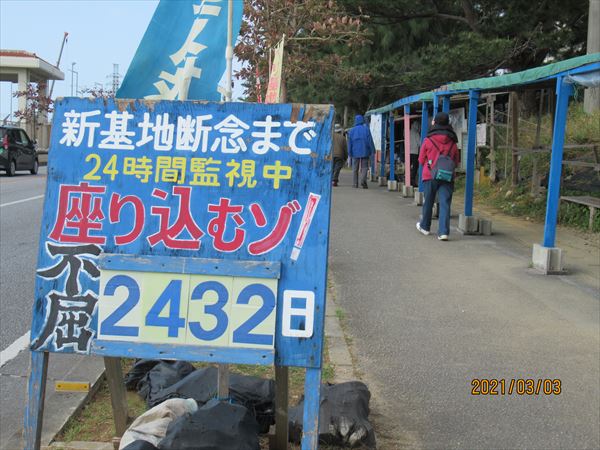 新基地断念まで
24時間監視中
座り込むゾ!
不屈
2432日
2021/03/03